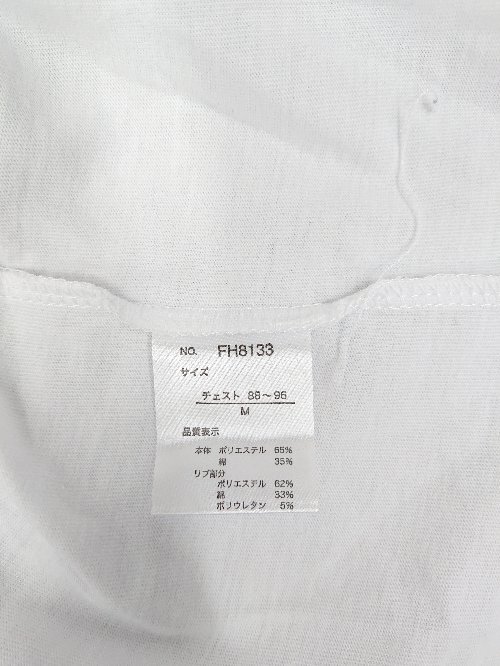 NO. FH8133
サイズ
チェスト 88～96
M
品質表示
本体 ポリエステル 65%
綿 35%
リブ部分
ポリエステル 62%
綿 33%
ポリウレタン 5%